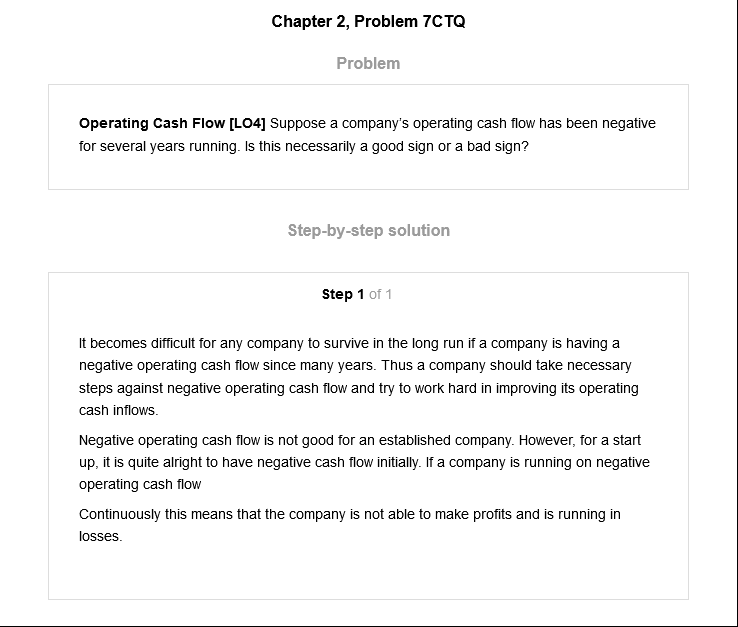 Chapter 2, Problem 7CTQ
Problem
Operating Cash Flow [LO4] Suppose a company's operating cash flow has been negative
for several years running. Is this necessarily a good sign or a bad sign?
Step-by-step solution
Step 1 of 1
It becomes difficult for any company to survive in the long run if a company is having a
negative operating cash flow since many years. Thus a company should take necessary
steps against negative operating cash flow and try to work hard in improving its operating
cash inflows.
Negative operating cash flow is not good for an established company. However, for a start
up, it is quite alright to have negative cash flow initially. If a company is running on negative
operating cash flow
Continuously this means that the company is not able to make profits and is running in
losses.